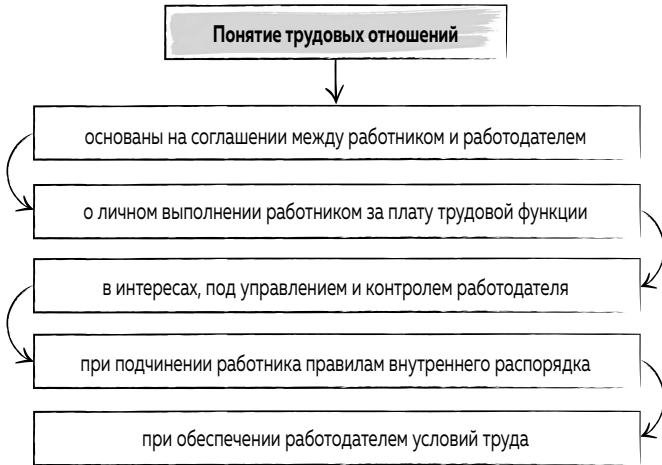 Понятие трудовых отношений
основаны на соглашении между работником и работодателем
о личном выполнении работником за плату трудовой функции
в интересах, под управлением и контролем работодателя
при подчинении работника правилам внутреннего распорядка
при обеспечении работодателем условий труда